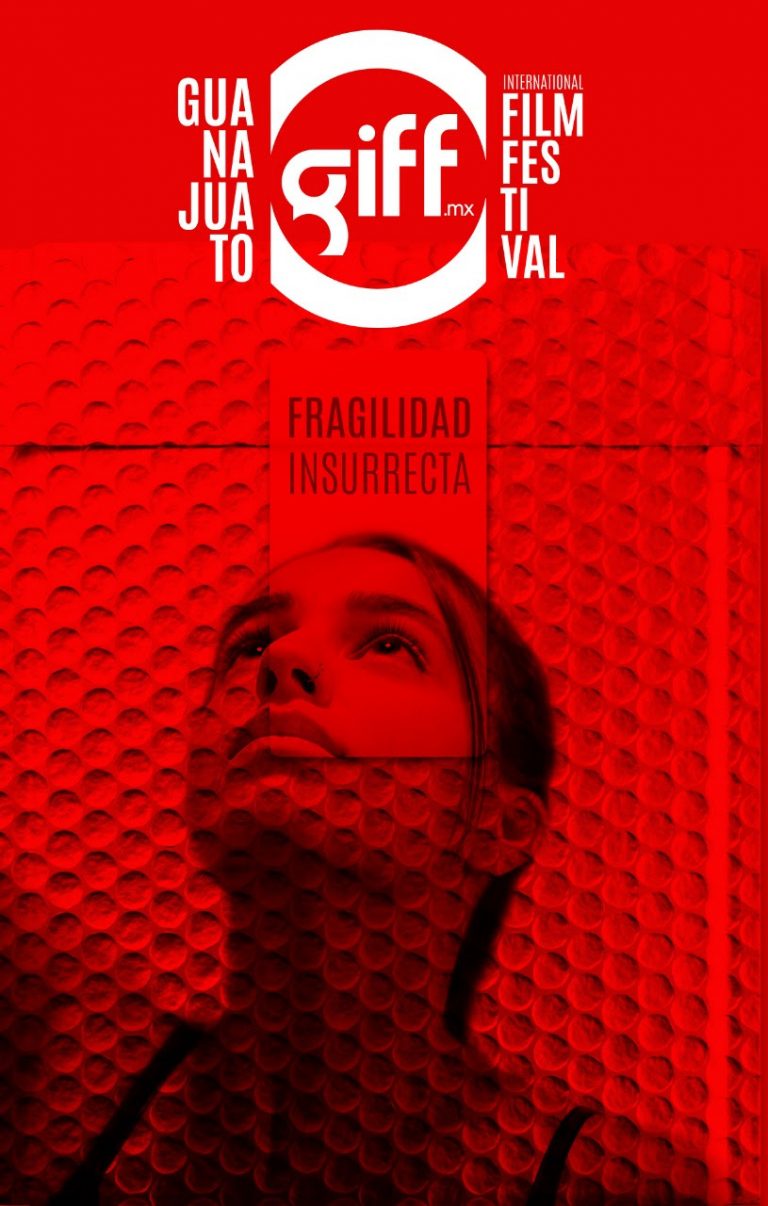 GUA
NA
JUA
TO
giff.mx
INTERNATIONAL
FILM
FES
TI
VAL
FRAGILIDAD
INSURRECTA